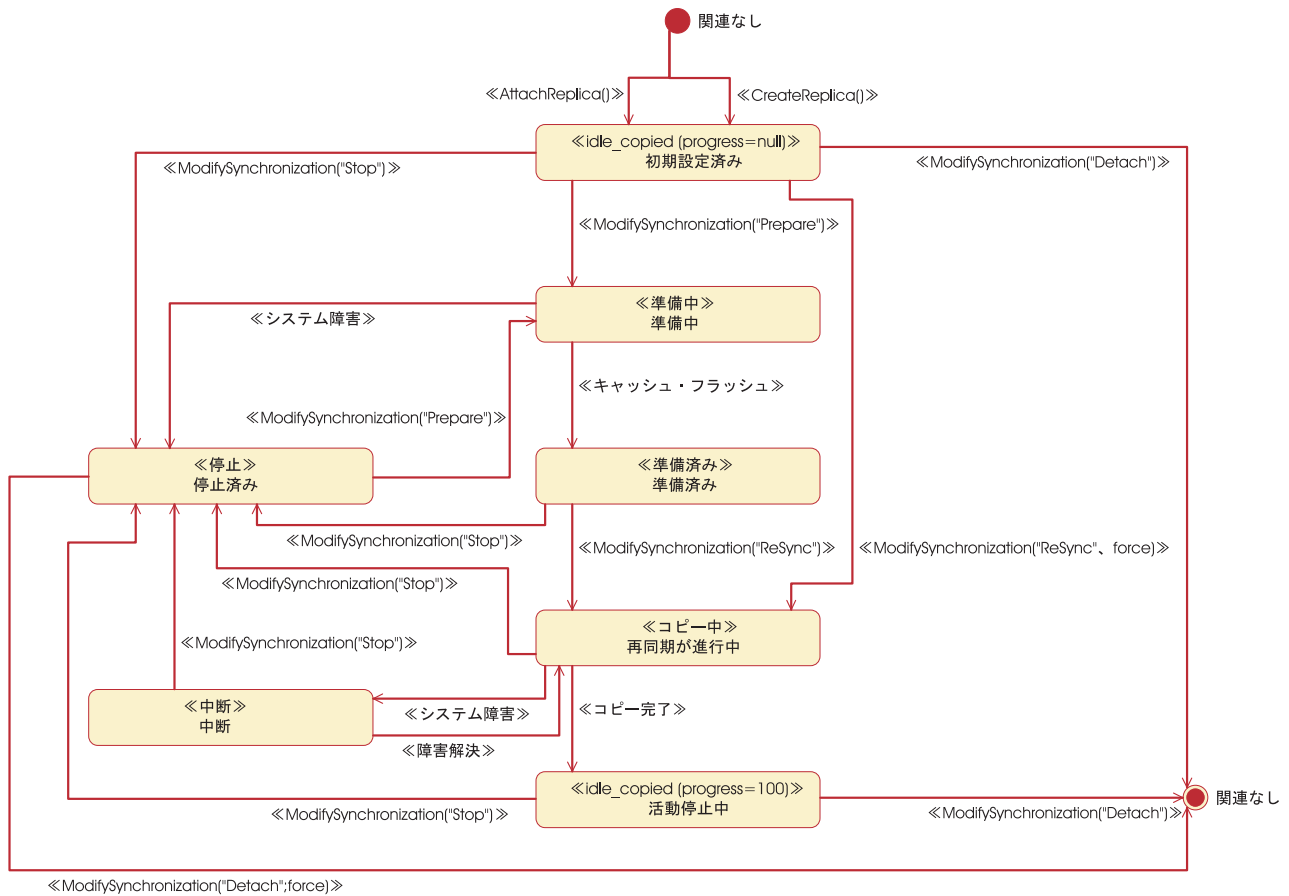 関連なし
≪AttachReplica()≫
≪CreateReplica()≫
≪idle_copied (progress=null)≫
初期設定済み
≪ModifySynchronization("Stop")≫
≪ModifySynchronization("Detach")≫
≪ModifySynchronization("Prepare")≫
≪準備中≫
準備中
≪システム障害≫
≪キャッシュ・フラッシュ≫
≪ModifySynchronization("Prepare")≫
≪停止≫
停止済み
≪準備済み≫
準備済み
≪ModifySynchronization("Stop")≫
≪ModifySynchronization("ReSync")≫
≪ModifySynchronization("ReSync"、force)≫
≪ModifySynchronization("Stop")≫
≪コピー中≫
再同期が進行中
≪ModifySynchronization("Stop")≫
≪中断≫
中断
≪システム障害≫
≪コピー完了≫
≪障害解決≫
≪idle_copied (progress=100)≫
活動停止中
関連なし
≪ModifySynchronization("Stop")≫
≪ModifySynchronization("Detach")≫
≪ModifySynchronization("Detach";force)≫